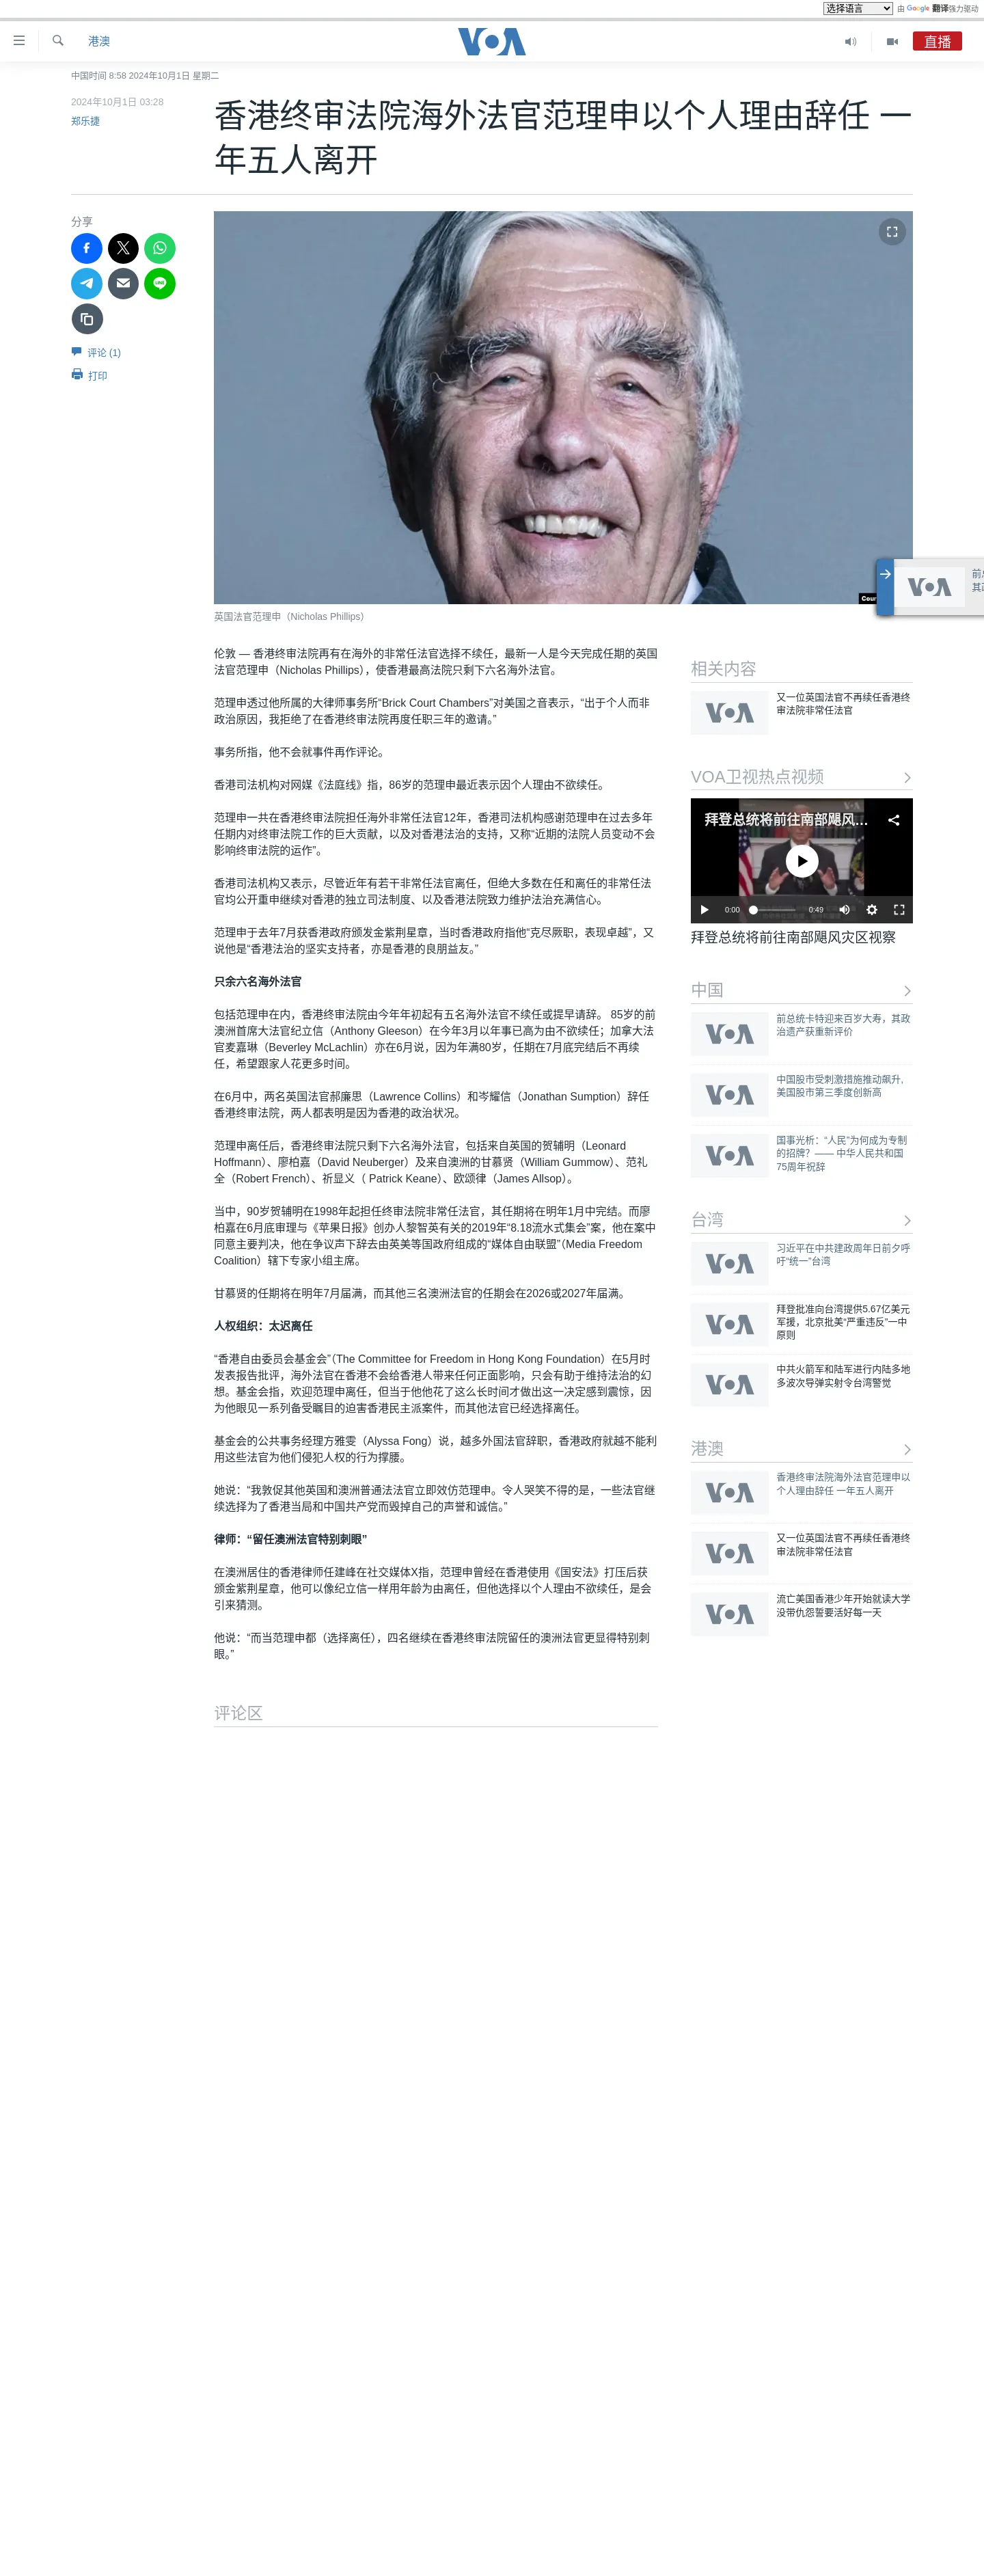 选择语言 由 Google 翻译强力驱动
港澳
VOA
直播
中国时间 8:58 2024年10月1日 星期二
2024年10月1日 03:28
郑乐捷
香港终审法院海外法官范理申以个人理由辞任 一
年五人离开
分享
评论 (1)
打印
英国法官范理申（Nicholas Phillips）
伦敦 — 香港终审法院再有在海外的非常任法官选择不续任，最新一人是今天完成任期的英国
法官范理申（Nicholas Phillips），使香港最高法院只剩下六名海外法官。
范理申透过他所属的大律师事务所“Brick Court Chambers”对美国之音表示，“出于个人而非
政治原因，我拒绝了在香港终审法院再度任职三年的邀请。”
事务所指，他不会就事件再作评论。
香港司法机构对网媒《法庭线》指，86岁的范理申最近表示因个人理由不欲续任。
范理申一共在香港终审法院担任海外非常任法官12年，香港司法机构感谢范理申在过去多年
任期内对终审法院工作的巨大贡献，以及对香港法治的支持，又称“近期的法院人员变动不会
影响终审法院的运作”。
香港司法机构又表示，尽管近年有若干非常任法官离任，但绝大多数在任和离任的非常任法
官均公开重申继续对香港的独立司法制度、以及香港法院致力维护法治充满信心。
范理申于去年7月获香港政府颁发金紫荆星章，当时香港政府指他“克尽厥职，表现卓越”，又
说他是“香港法治的坚实支持者，亦是香港的良朋益友。”
只余六名海外法官
包括范理申在内，香港终审法院由今年年初起有五名海外法官不续任或提早请辞。 85岁的前
澳洲首席大法官纪立信（Anthony Gleeson）在今年3月以年事已高为由不欲续任；加拿大法
官麦嘉琳（Beverley McLachlin）亦在6月说，因为年满80岁，任期在7月底完结后不再续
任，希望跟家人花更多时间。
在6月中，两名英国法官郝廉思（Lawrence Collins）和岑耀信（Jonathan Sumption）辞任
香港终审法院，两人都表明是因为香港的政治状况。
范理申离任后，香港终审法院只剩下六名海外法官，包括来自英国的贺辅明（Leonard
Hoffmann）、廖柏嘉（David Neuberger）及来自澳洲的甘慕贤（William Gummow）、范礼
全（Robert French）、祈显义（ Patrick Keane）、欧颂律（James Allsop）。
当中，90岁贺辅明在1998年起担任终审法院非常任法官，其任期将在明年1月中完结。而廖
柏嘉在6月底审理与《苹果日报》创办人黎智英有关的2019年“8.18流水式集会”案，他在案中
同意主要判决，他在争议声下辞去由英美等国政府组成的“媒体自由联盟”（Media Freedom
Coalition）辖下专家小组主席。
甘慕贤的任期将在明年7月届满，而其他三名澳洲法官的任期会在2026或2027年届满。
人权组织：太迟离任
“香港自由委员会基金会”（The Committee for Freedom in Hong Kong Foundation）在5月时
发表报告批评，海外法官在香港不会给香港人带来任何正面影响，只会有助于维持法治的幻
想。基金会指，欢迎范理申离任，但当于他他花了这么长时间才做出这一决定感到震惊，因
为他眼见一系列备受瞩目的迫害香港民主派案件，而其他法官已经选择离任。
基金会的公共事务经理方雅雯（Alyssa Fong）说，越多外国法官辞职，香港政府就越不能利
用这些法官为他们侵犯人权的行为撑腰。
她说：“我敦促其他英国和澳洲普通法法官立即效仿范理申。令人哭笑不得的是，一些法官继
续选择为了香港当局和中国共产党而毁掉自己的声誉和诚信。”
律师：“留任澳洲法官特别刺眼”
在澳洲居住的香港律师任建峰在社交媒体X指，范理申曾经在香港使用《国安法》打压后获
颁金紫荆星章，他可以像纪立信一样用年龄为由离任，但他选择以个人理由不欲续任，是会
引来猜测。
他说：“而当范理申都（选择离任），四名继续在香港终审法院留任的澳洲法官更显得特别刺
眼。”
评论区
VOA
相关内容
VOA
又一位英国法官不再续任香港终
审法院非常任法官
VOA卫视热点视频
拜登总统将前往南部飓风...
0:00
0:49
拜登总统将前往南部飓风灾区视察
中国
VOA
前总统卡特迎来百岁大寿，其政
治遗产获重新评价
VOA
中国股市受刺激措施推动飙升,
美国股市第三季度创新高
VOA
国事光析：“人民”为何成为专制
的招牌？—— 中华人民共和国
75周年祝辞
台湾
VOA
习近平在中共建政周年日前夕呼
吁“统一”台湾
VOA
拜登批准向台湾提供5.67亿美元
军援，北京批美“严重违反”一中
原则
VOA
中共火箭军和陆军进行内陆多地
多波次导弹实射令台湾警觉
港澳
VOA
香港终审法院海外法官范理申以
个人理由辞任 一年五人离开
VOA
又一位英国法官不再续任香港终
审法院非常任法官
VOA
流亡美国香港少年开始就读大学
没带仇怨誓要活好每一天